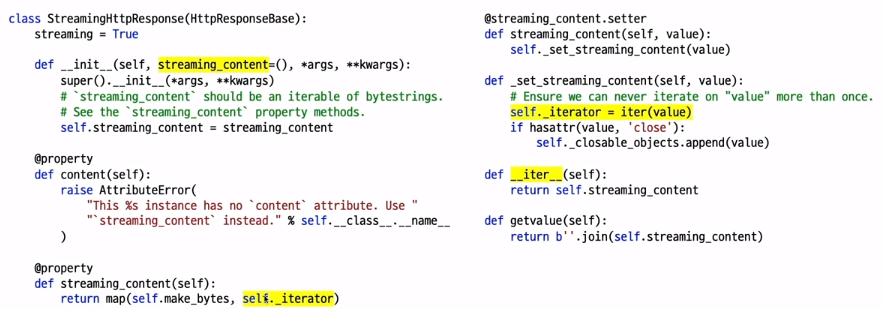 class StreamingHttpResponse(HttpResponseBase):
    streaming = True

    def __init__(self, streaming_content=(), *args, **kwargs):
        super().__init__(*args, **kwargs)
        # `streaming_content` should be an iterable of bytestrings.
        # See the `streaming_content` property methods.
        self.streaming_content = streaming_content

    @property
    def content(self):
        raise AttributeError(
            "This %s instance has no `content` attribute. Use "
            "`streaming_content` instead." % self.__class__.__name__
        )

    @property
    def streaming_content(self):
        return map(self.make_bytes, self._iterator)

    @streaming_content.setter
    def streaming_content(self, value):
        self._set_streaming_content(value)

    def _set_streaming_content(self, value):
        # Ensure we can never iterate on "value" more than once.
        self._iterator = iter(value)
        if hasattr(value, 'close'):
            self._closable_objects.append(value)

    def __iter__(self):
        return self.streaming_content

    def getvalue(self):
        return b''.join(self.streaming_content)